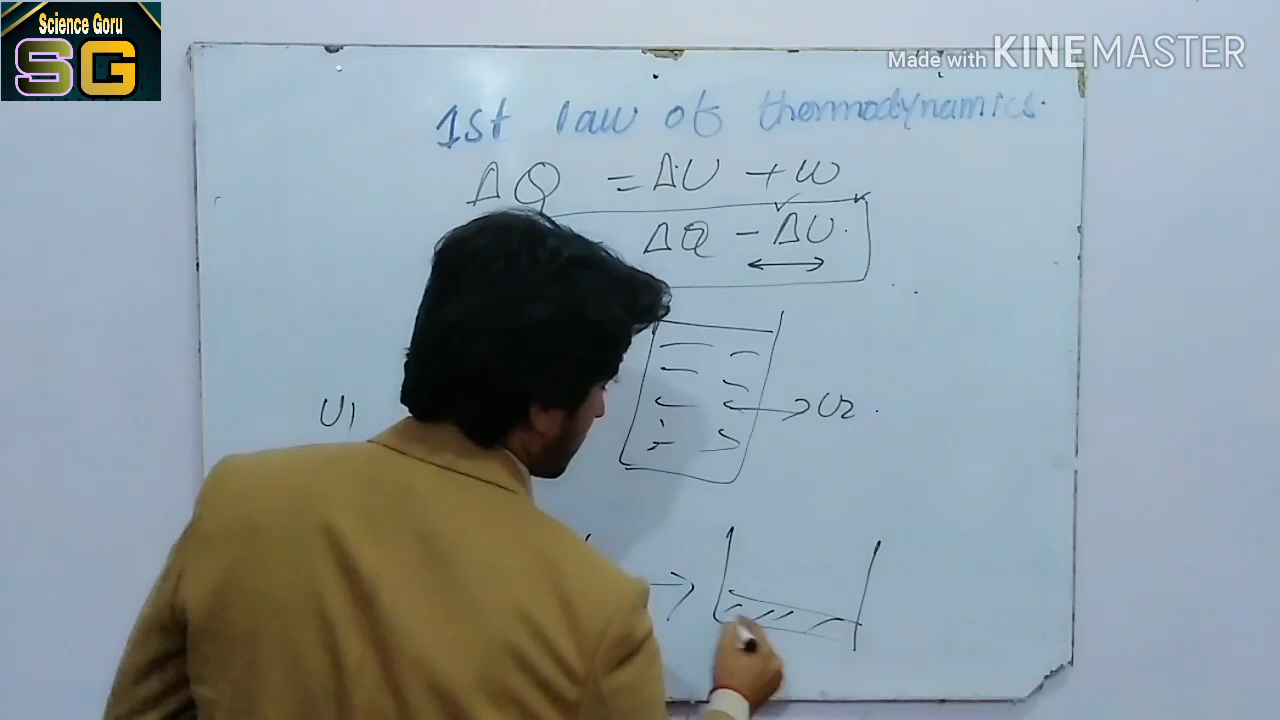 Science Goru
SG
Made with KINEMASTER
1st law of thermodynamics.
ΔQ = ΔU + W
ΔQ - ΔU.
U1
U2.